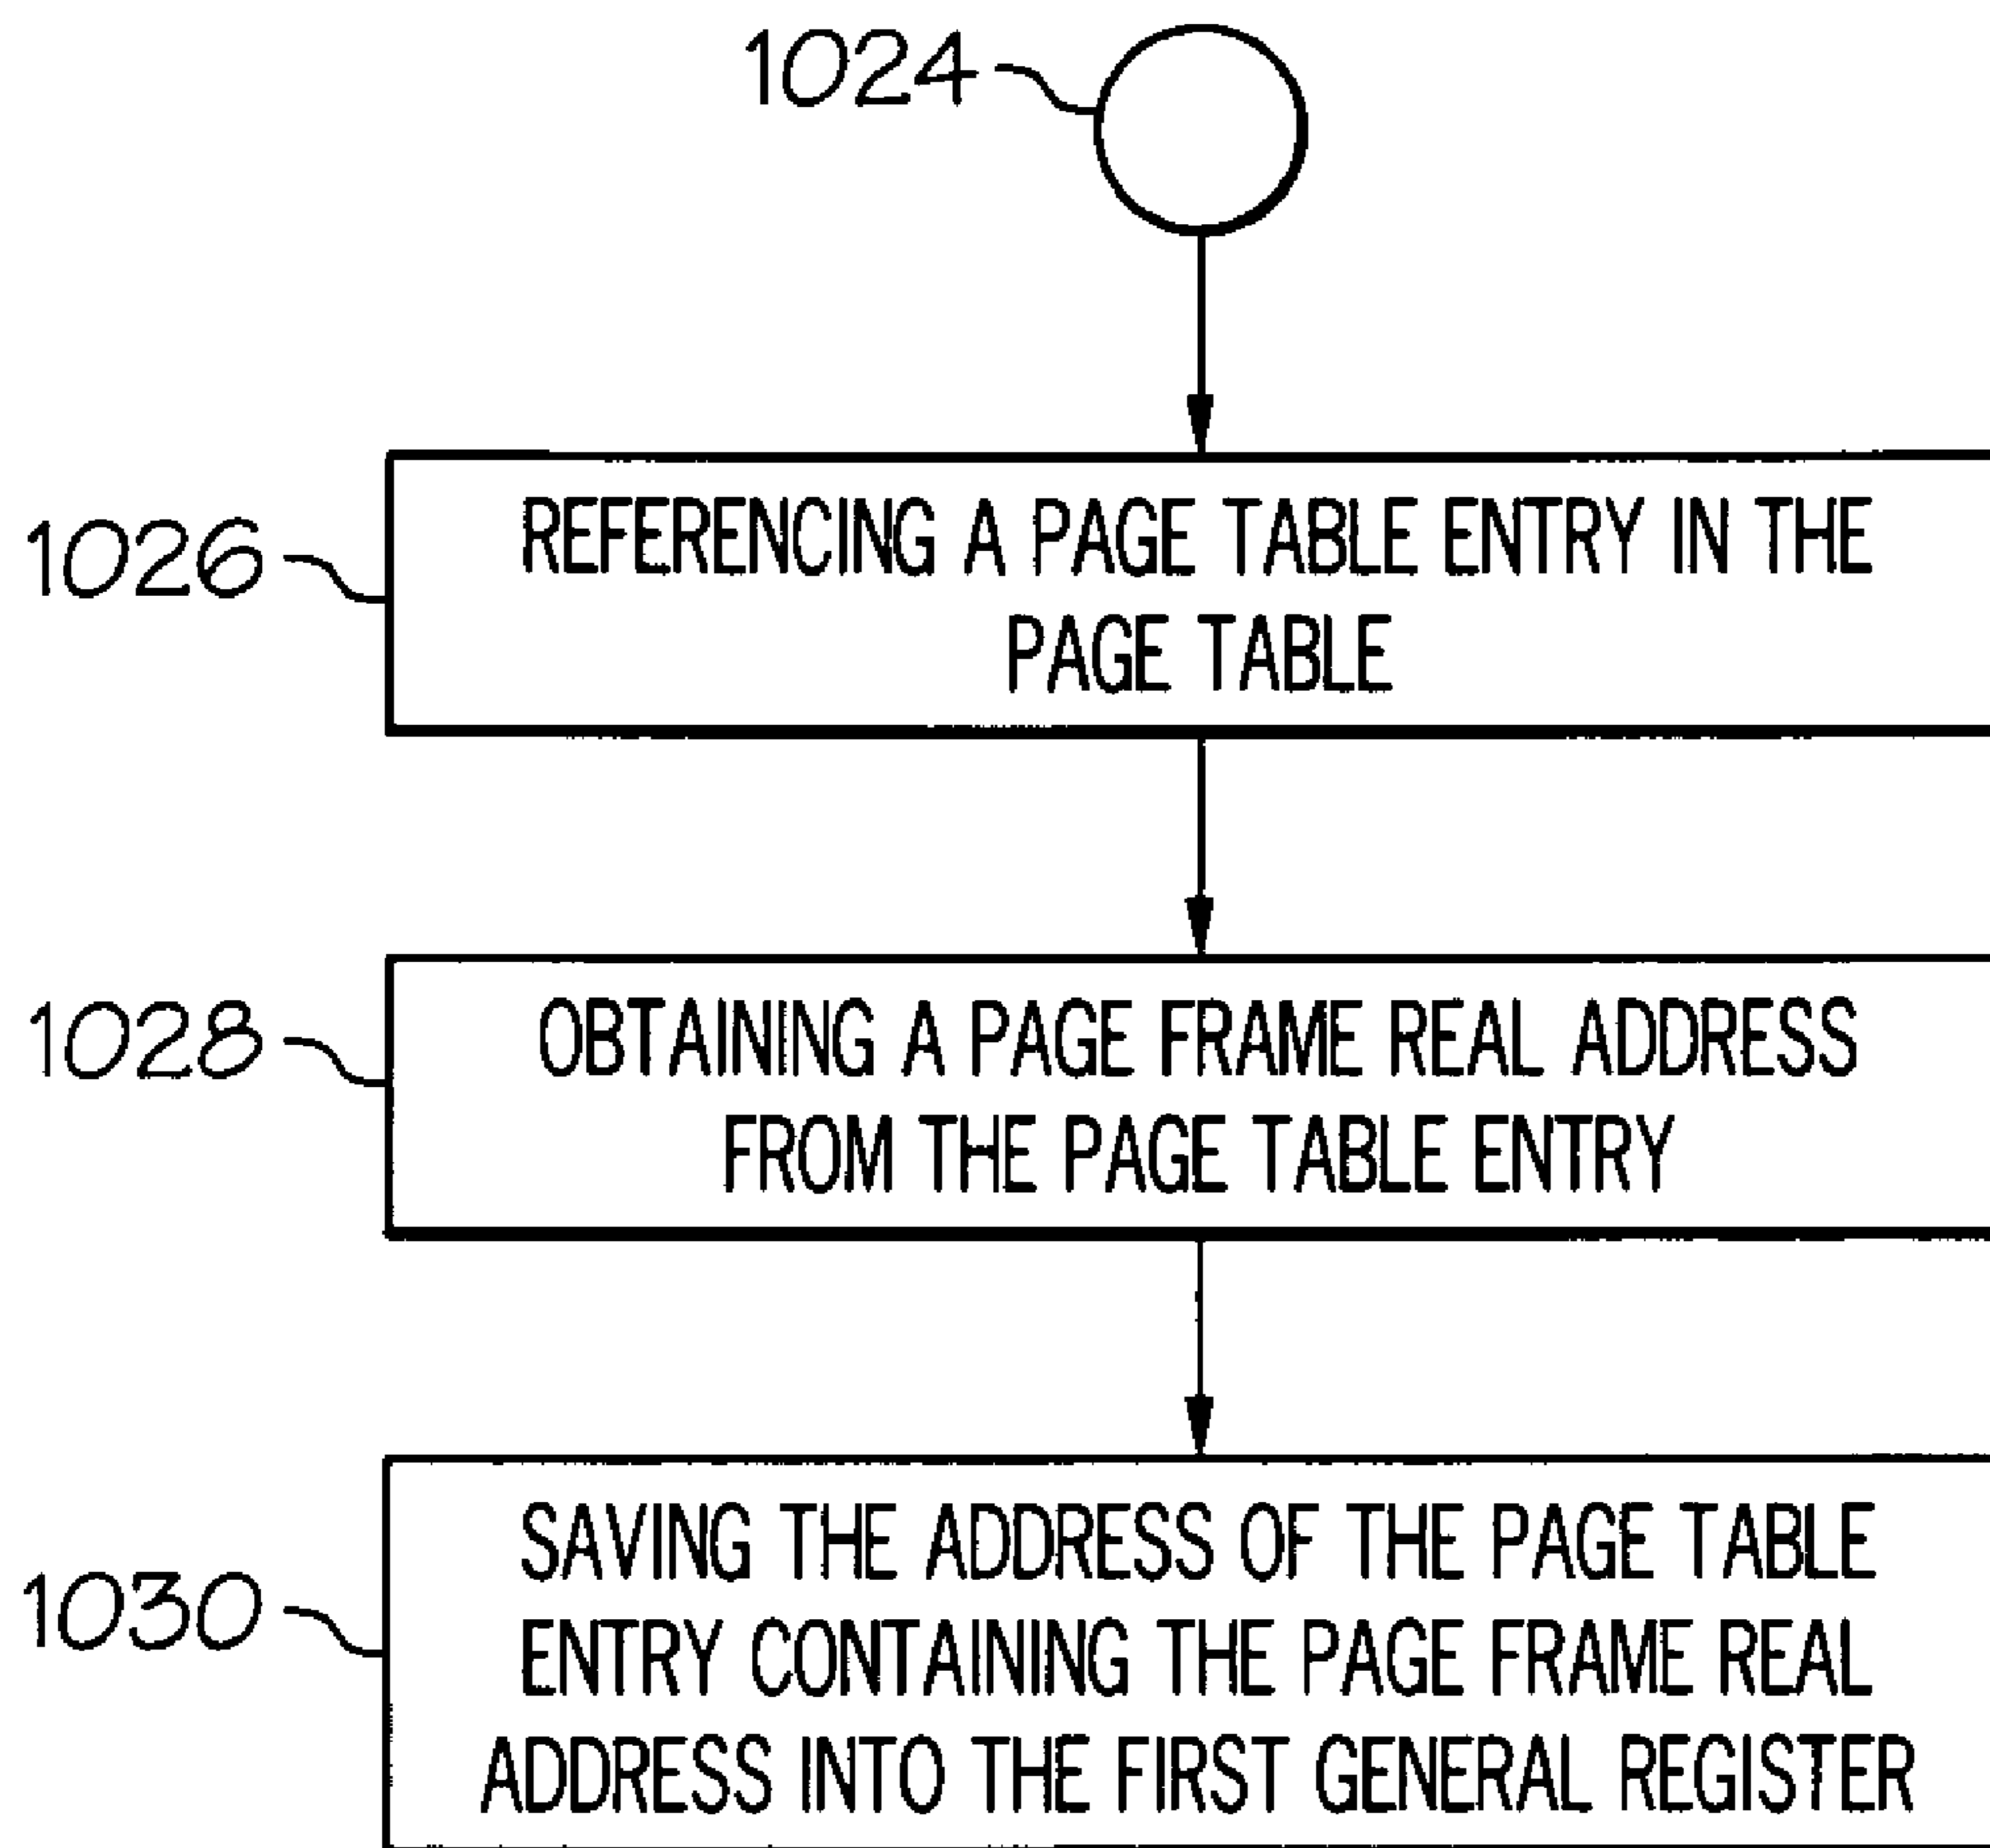 1024
1026
REFERENCING A PAGE TABLE ENTRY IN THE
PAGE TABLE
1028
OBTAINING A PAGE FRAME REAL ADDRESS
FROM THE PAGE TABLE ENTRY
1030
SAVING THE ADDRESS OF THE PAGE TABLE
ENTRY CONTAINING THE PAGE FRAME REAL
ADDRESS INTO THE FIRST GENERAL REGISTER